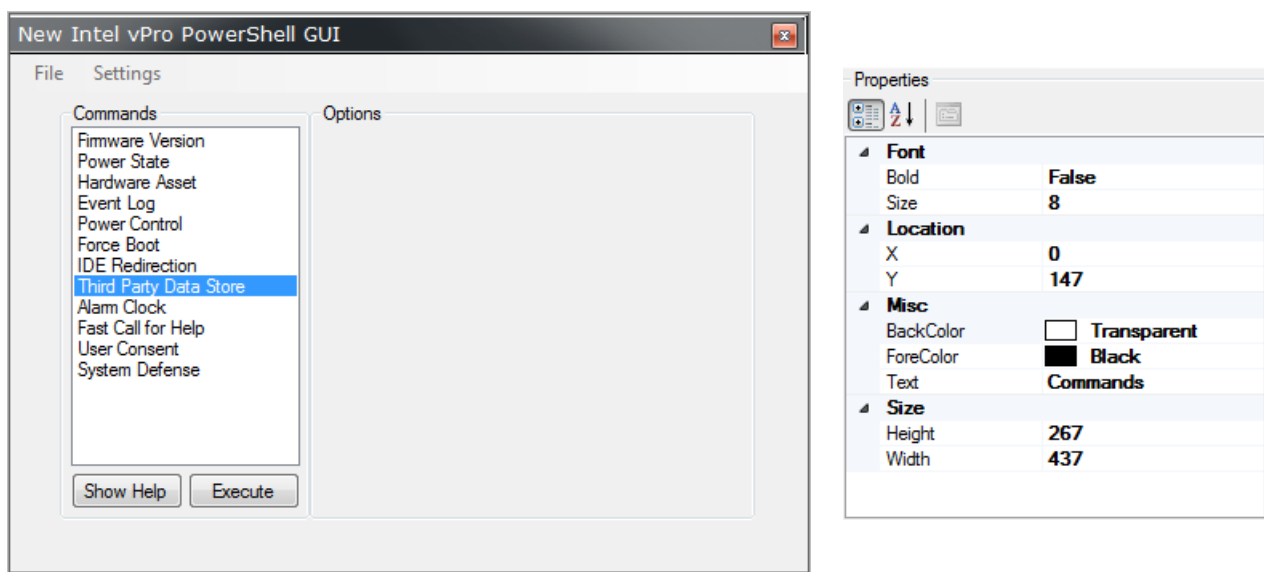 New Intel vPro PowerShell GUI
File Settings
Commands
Firmware Version
Power State
Hardware Asset
Event Log
Power Control
Force Boot
IDE Redirection
Third Party Data Store
Alarm Clock
Fast Call for Help
User Consent
System Defense
Show Help Execute
Options
Properties
A
Z
Font
Bold False
Size 8
Location
X 0
Y 147
Misc
BackColor Transparent
ForeColor Black
Text Commands
Size
Height 267
Width 437